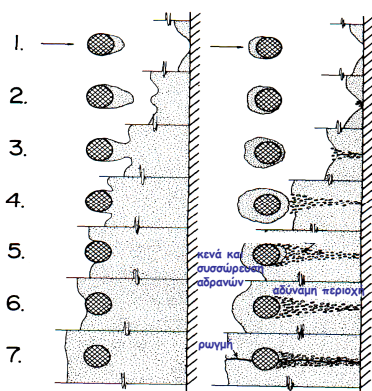 1.
2.
3.
4.
5.
6.
7.
κενά και
συσσώρευση
αδρανών
αδύναμη περιοχή
ρωγμή